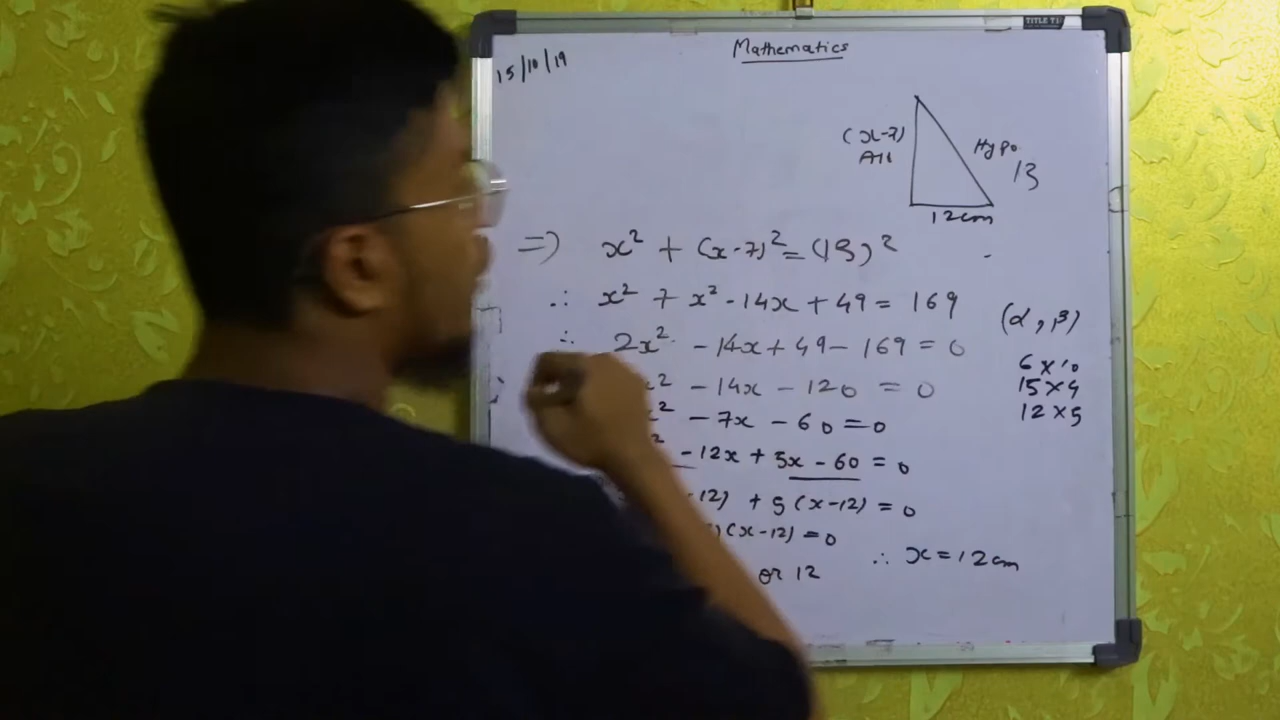 TITLE
Mathematics
15/10/19
(x-7)
Alt
Hypo.
13
12cm
=) x² + (x-7)² = (13)²
∴ x² + x² - 14x + 49 = 169
∴ 2x² - 14x + 49 - 169 = 0
x² - 14x - 120 = 0
x² - 7x - 60 = 0
² - 12x + 5x - 60 = 0
-12) + 5(x-12) = 0
)(x-12) = 0
or 12
∴ x = 12cm
(α, β)
6 x 10
15 x 4
12 x 5